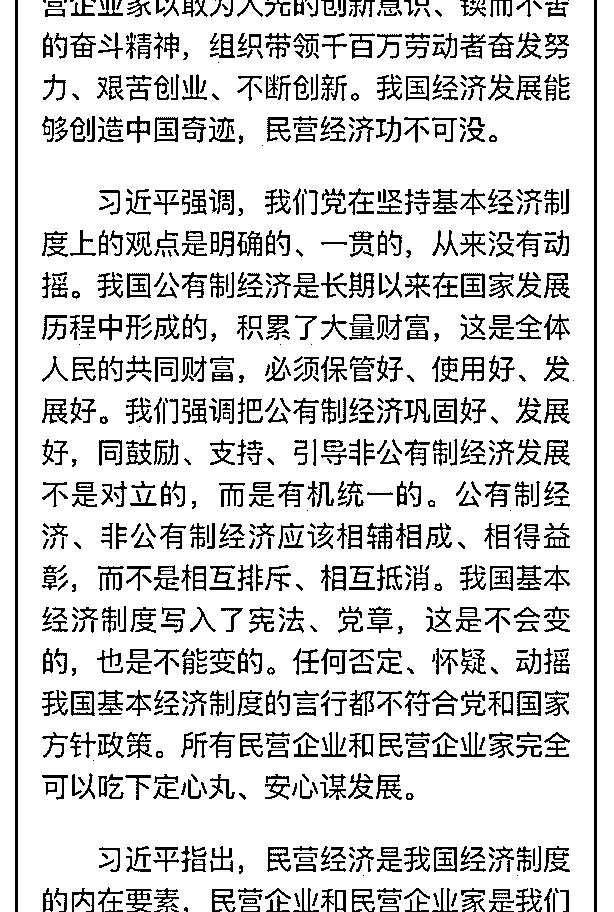 营企业家以敢为人先的创新意识、锲而不舍
的奋斗精神，组织带领千百万劳动者奋发努
力、艰苦创业、不断创新。我国经济发展能
够创造中国奇迹，民营经济功不可没。
习近平强调，我们党在坚持基本经济制
度上的观点是明确的、一贯的，从来没有动
摇。我国公有制经济是长期以来在国家发展
历程中形成的，积累了大量财富，这是全体
人民的共同财富，必须保管好、使用好、发
展好。我们强调把公有制经济巩固好、发展
好，同鼓励、支持、引导非公有制经济发展
不是对立的，而是有机统一的。公有制经
济、非公有制经济应该相辅相成、相得益
彰，而不是相互排斥、相互抵消。我国基本
经济制度写入了宪法、党章，这是不会变
的，也是不能变的。任何否定、怀疑、动摇
我国基本经济制度的言行都不符合党和国家
方针政策。所有民营企业和民营企业家完全
可以吃下定心丸、安心谋发展。
习近平指出，民营经济是我国经济制度
的内在要素，民营企业和民营企业家是我们